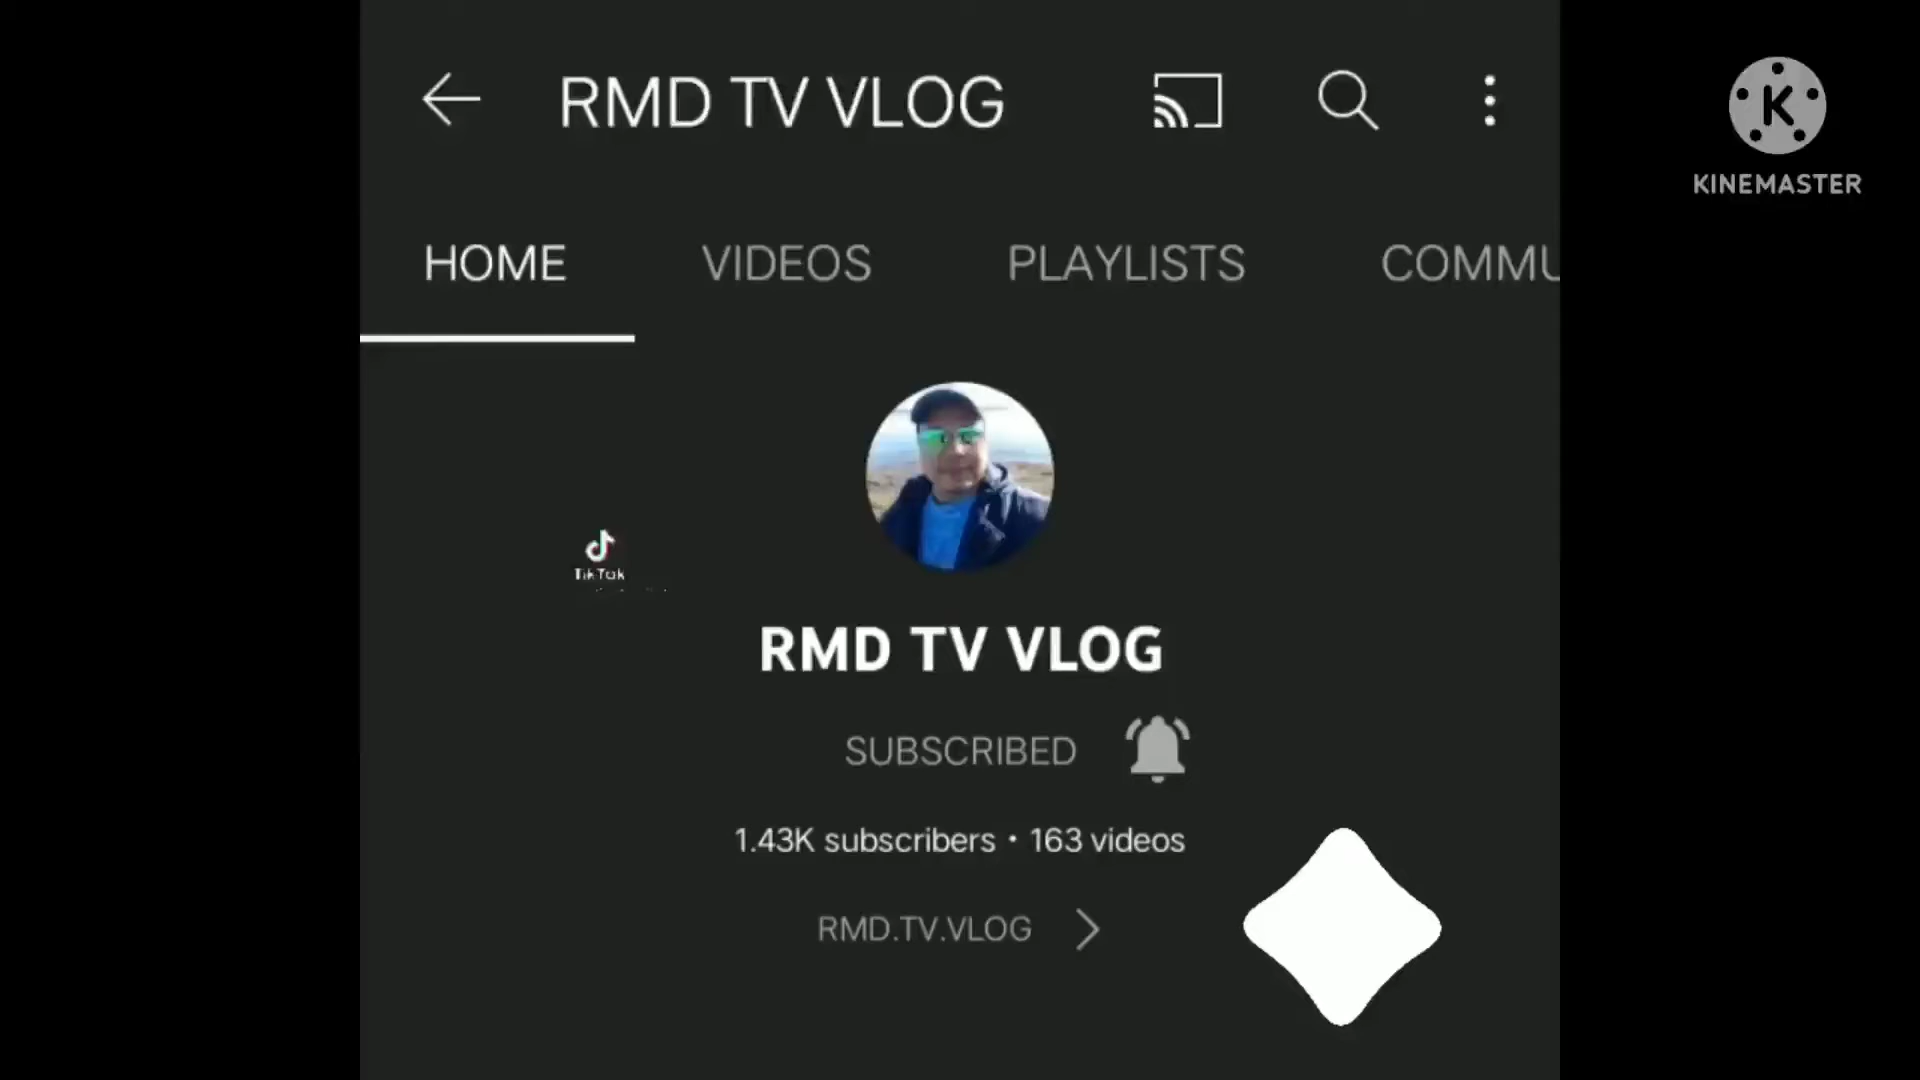 RMD TV VLOG
KINEMASTER
HOME VIDEOS PLAYLISTS COMMU
TikTok
RMD TV VLOG
SUBSCRIBED
1.43K subscribers • 163 videos
RMD.TV.VLOG